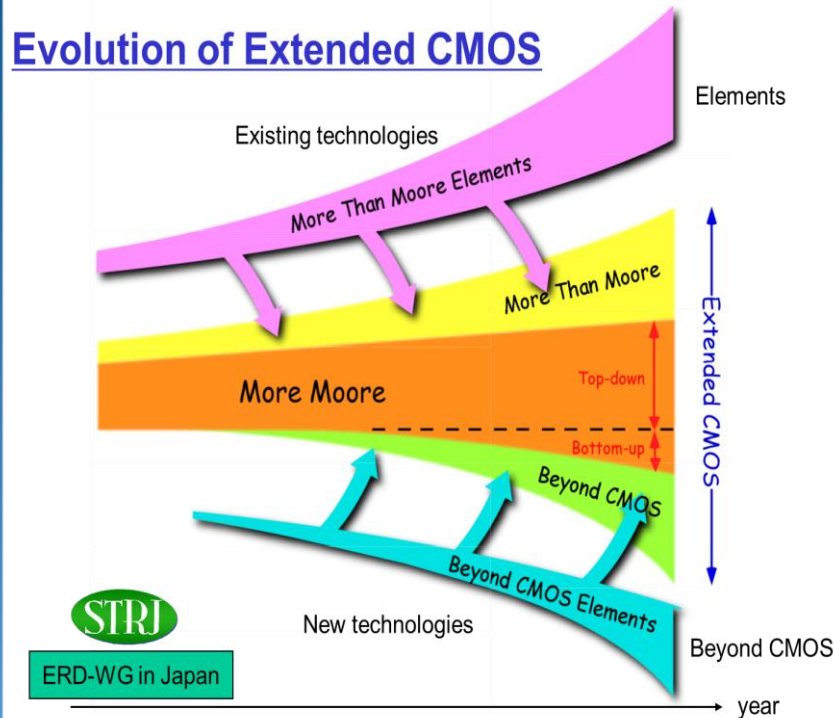 Evolution of Extended CMOS
Elements
Existing technologies
More Than Moore Elements
More Than Moore
Extended CMOS
Top-down
More Moore
Bottom-up
Beyond CMOS
Beyond CMOS Elements
STRJ
New technologies
Beyond CMOS
ERD-WG in Japan
year